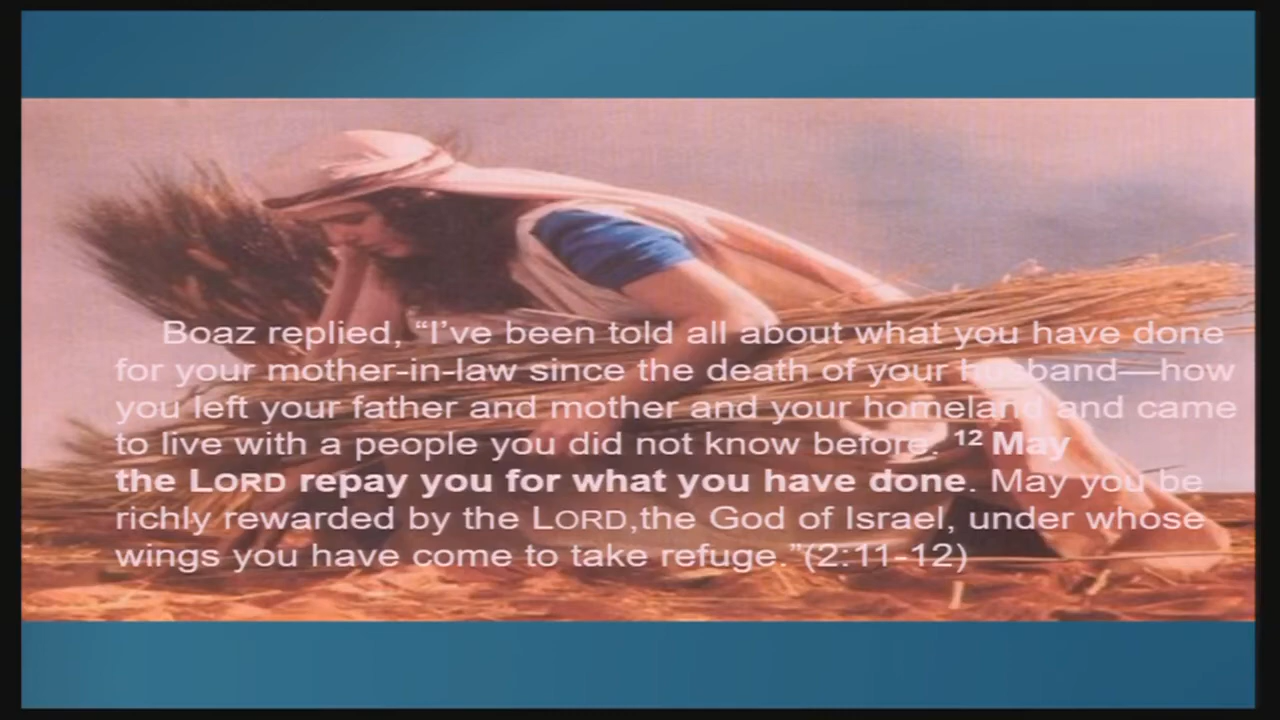 Boaz replied, “I’ve been told all about what you have done
for your mother-in-law since the death of your husband—how
you left your father and mother and your homeland and came
to live with a people you did not know before. ¹² May
the LORD repay you for what you have done. May you be
richly rewarded by the LORD,the God of Israel, under whose
wings you have come to take refuge.”(2:11-12)